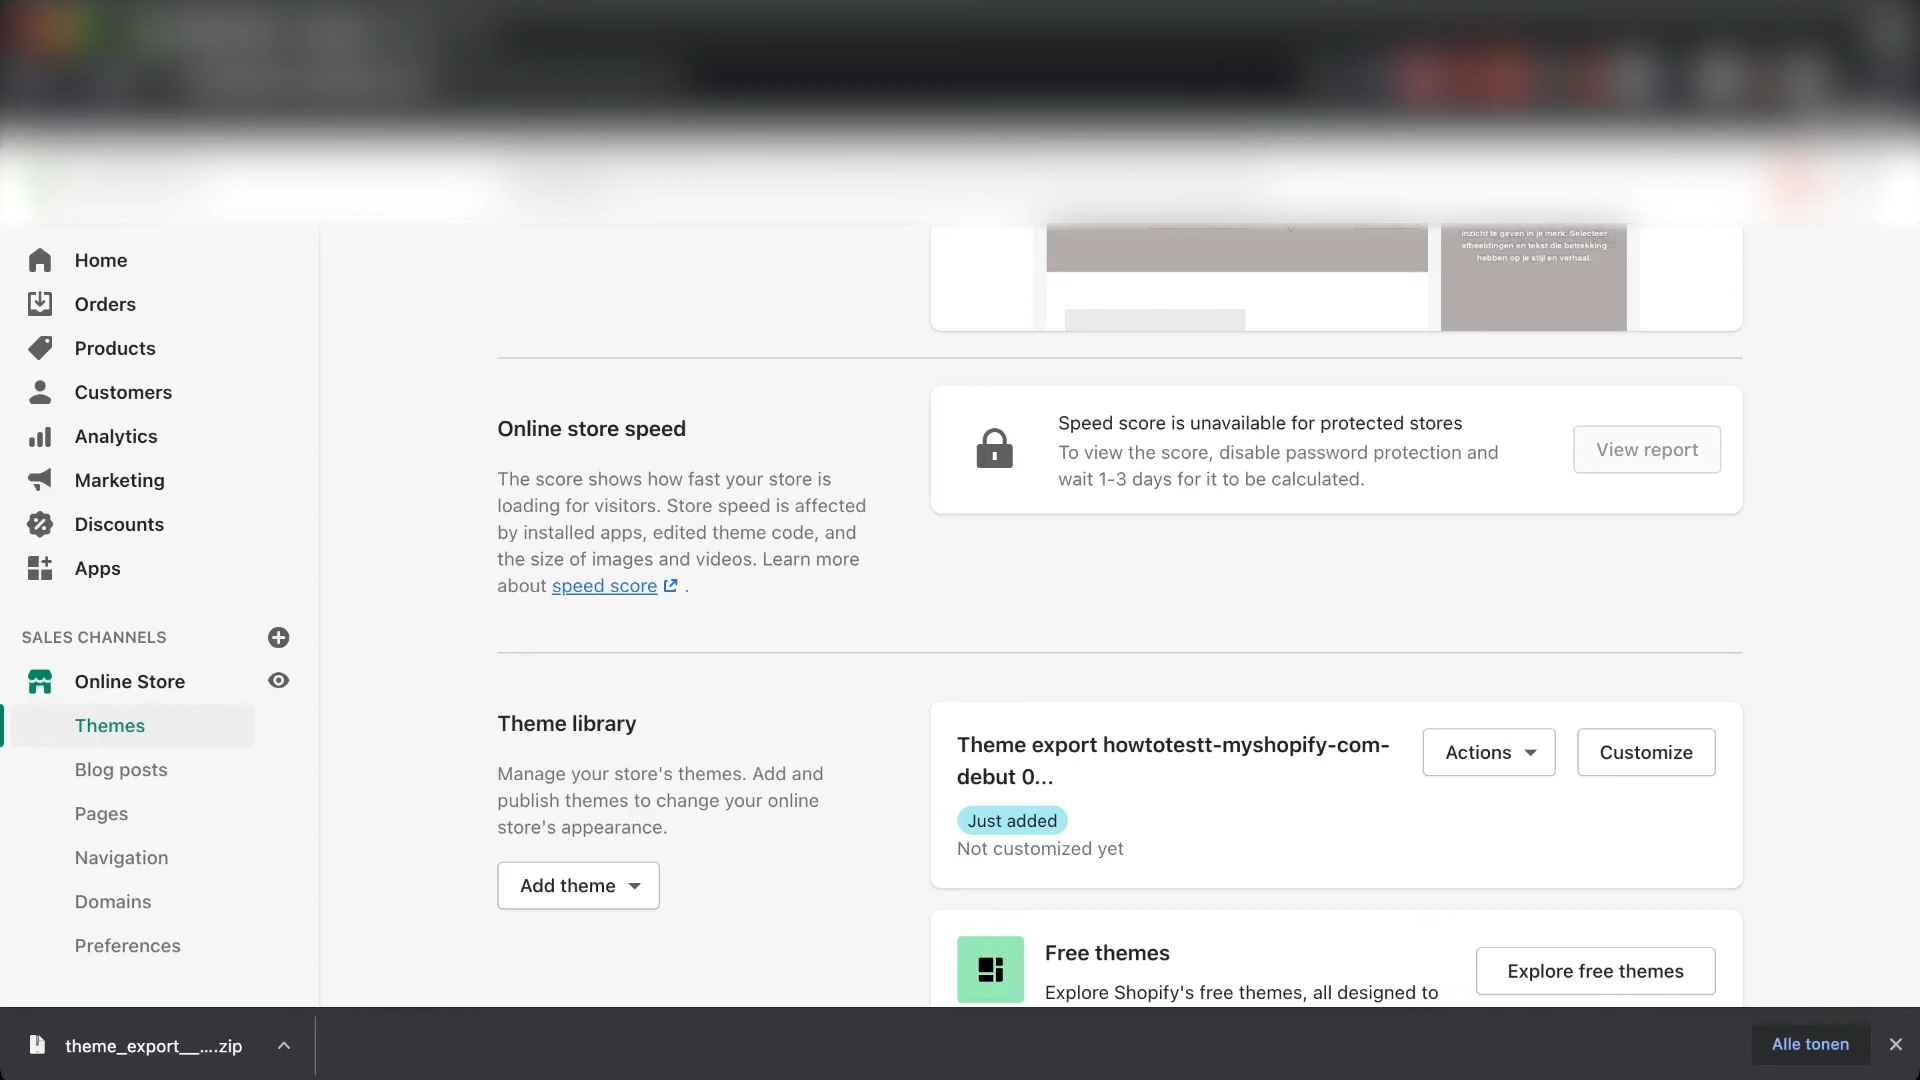 inzicht te geven in je merk. Selecteer
afbeeldingen en tekst die betrekking
hebben op je stijl en verhaal.
Home
Orders
Products
Customers
Analytics
Marketing
Discounts
Apps
SALES CHANNELS
Online Store
Themes
Blog posts
Pages
Navigation
Domains
Preferences
Online store speed
The score shows how fast your store is
loading for visitors. Store speed is affected
by installed apps, edited theme code, and
the size of images and videos. Learn more
about speed score .
Speed score is unavailable for protected stores
To view the score, disable password protection and
wait 1-3 days for it to be calculated.
View report
Theme library
Manage your store's themes. Add and
publish themes to change your online
store's appearance.
Add theme
Theme export howtotestt-myshopify-com-
debut 0...
Just added
Not customized yet
Actions
Customize
Free themes
Explore Shopify's free themes, all designed to
Explore free themes
theme_export__....zip
Alle tonen